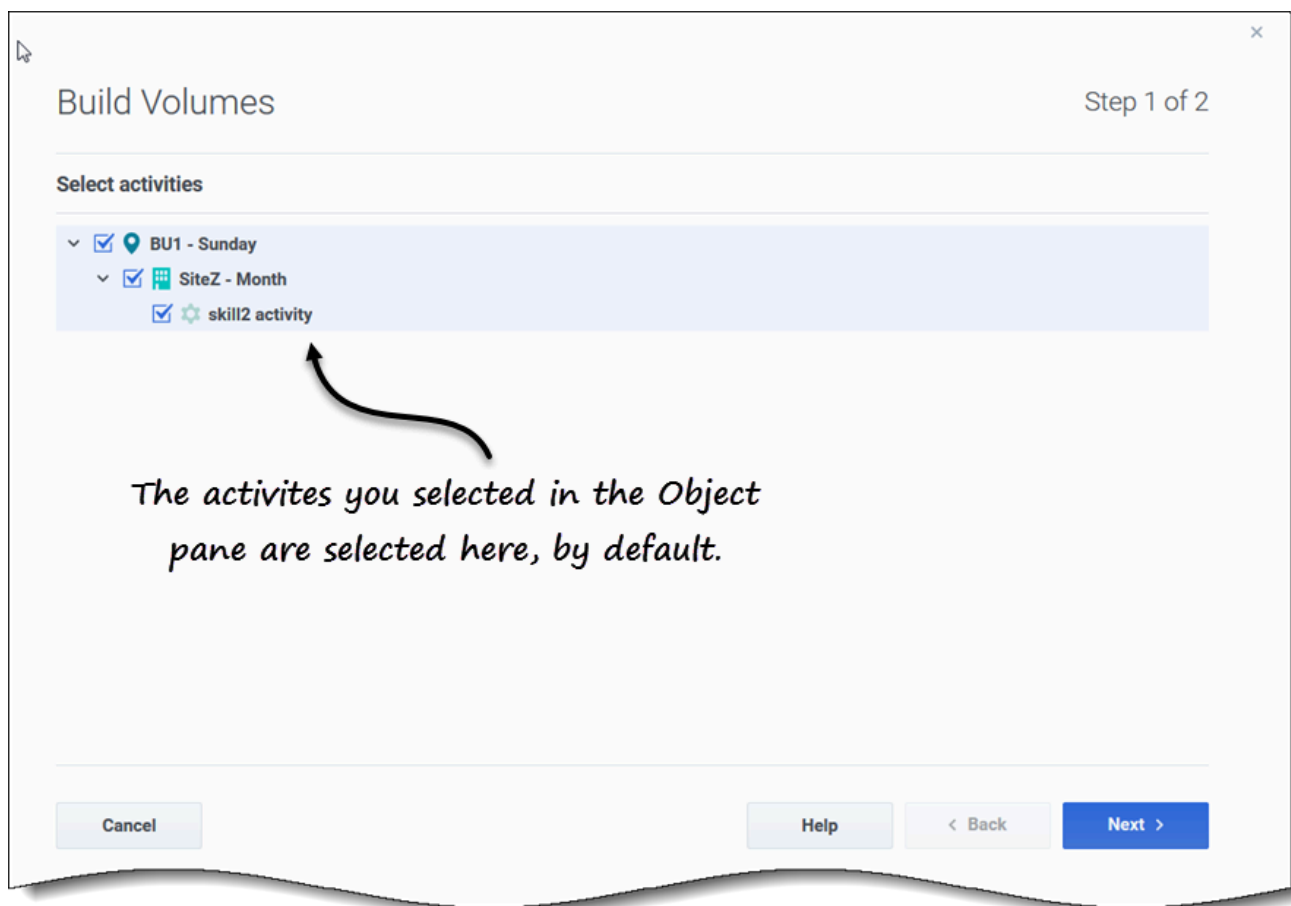 Build Volumes
Step 1 of 2
Select activities
BU1 - Sunday
SiteZ - Month
skill2 activity
The activites you selected in the Object
pane are selected here, by default.
Cancel
Help
< Back
Next >